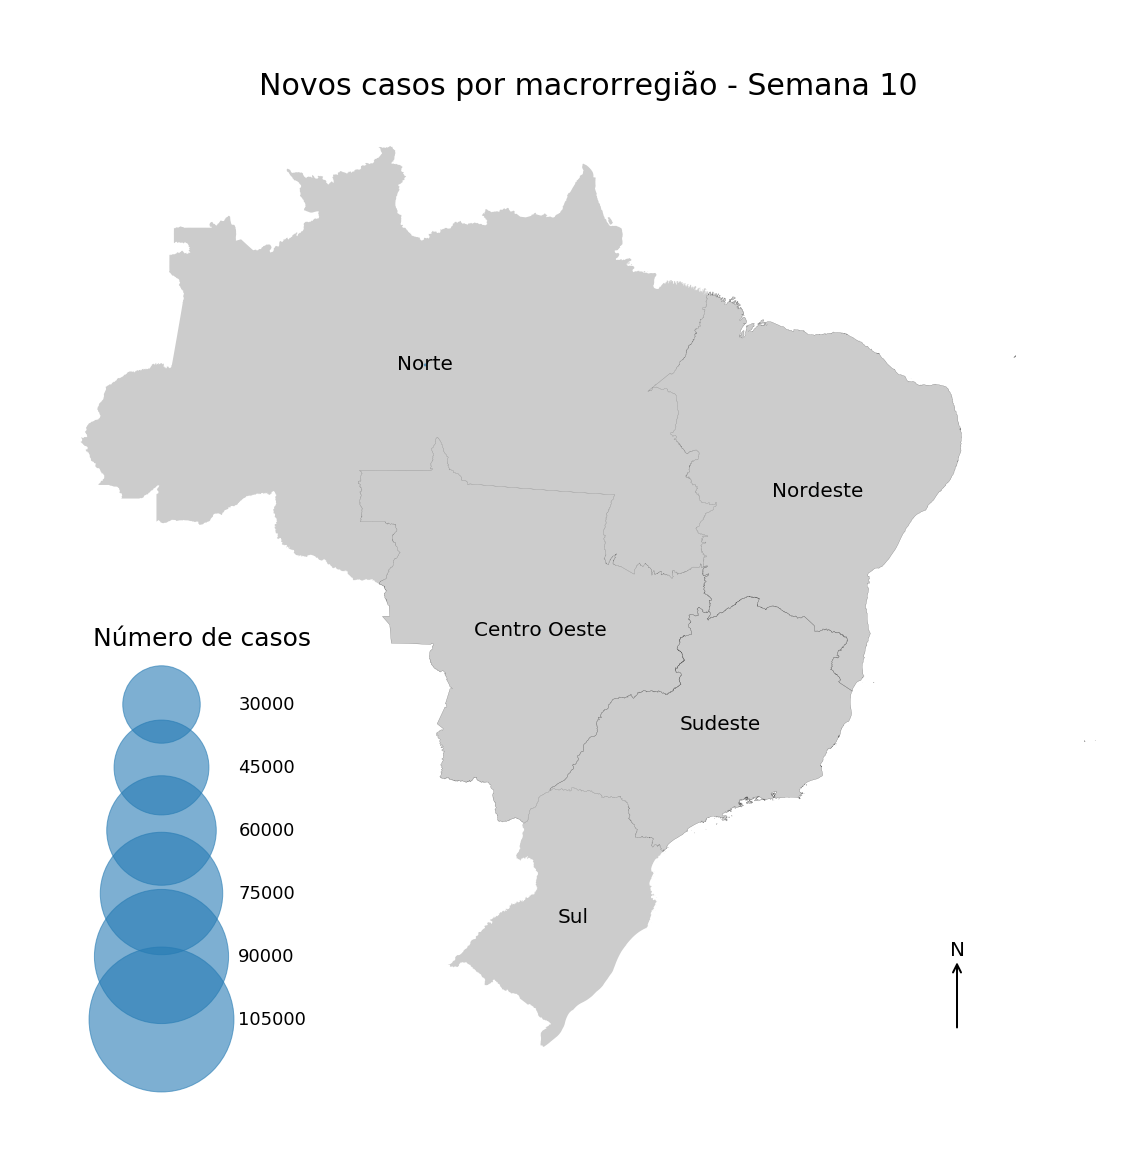 Novos casos por macrorregião - Semana 10
Norte
Nordeste
Centro Oeste
Sudeste
Sul
Número de casos
30000
45000
60000
75000
90000
105000
N